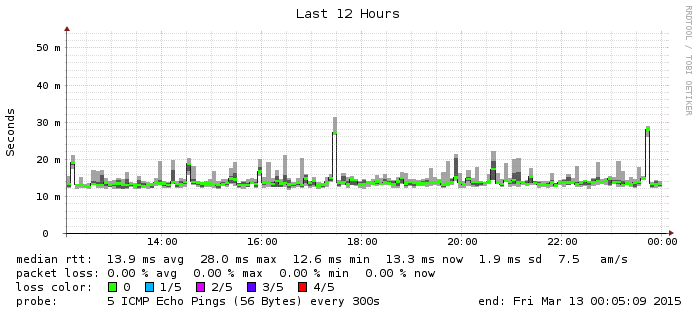 Last 12 Hours
RRDTOOL / TOBI OETIKER
Seconds
50 m
40 m
30 m
20 m
10 m
0
14:00 16:00 18:00 20:00 22:00 00:00
median rtt: 13.9 ms avg 28.0 ms max 12.6 ms min 13.3 ms now 1.9 ms sd 7.5 am/s
packet loss: 0.00 % avg 0.00 % max 0.00 % min 0.00 % now
loss color: 0 1/5 2/5 3/5 4/5
probe: 5 ICMP Echo Pings (56 Bytes) every 300s end: Fri Mar 13 00:05:09 2015